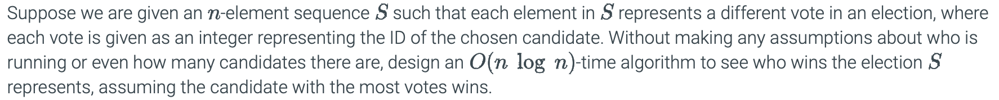 Suppose we are given an n-element sequence S such that each element in S represents a different vote in an election, where
each vote is given as an integer representing the ID of the chosen candidate. Without making any assumptions about who is
running or even how many candidates there are, design an O(n log n)-time algorithm to see who wins the election S
represents, assuming the candidate with the most votes wins.